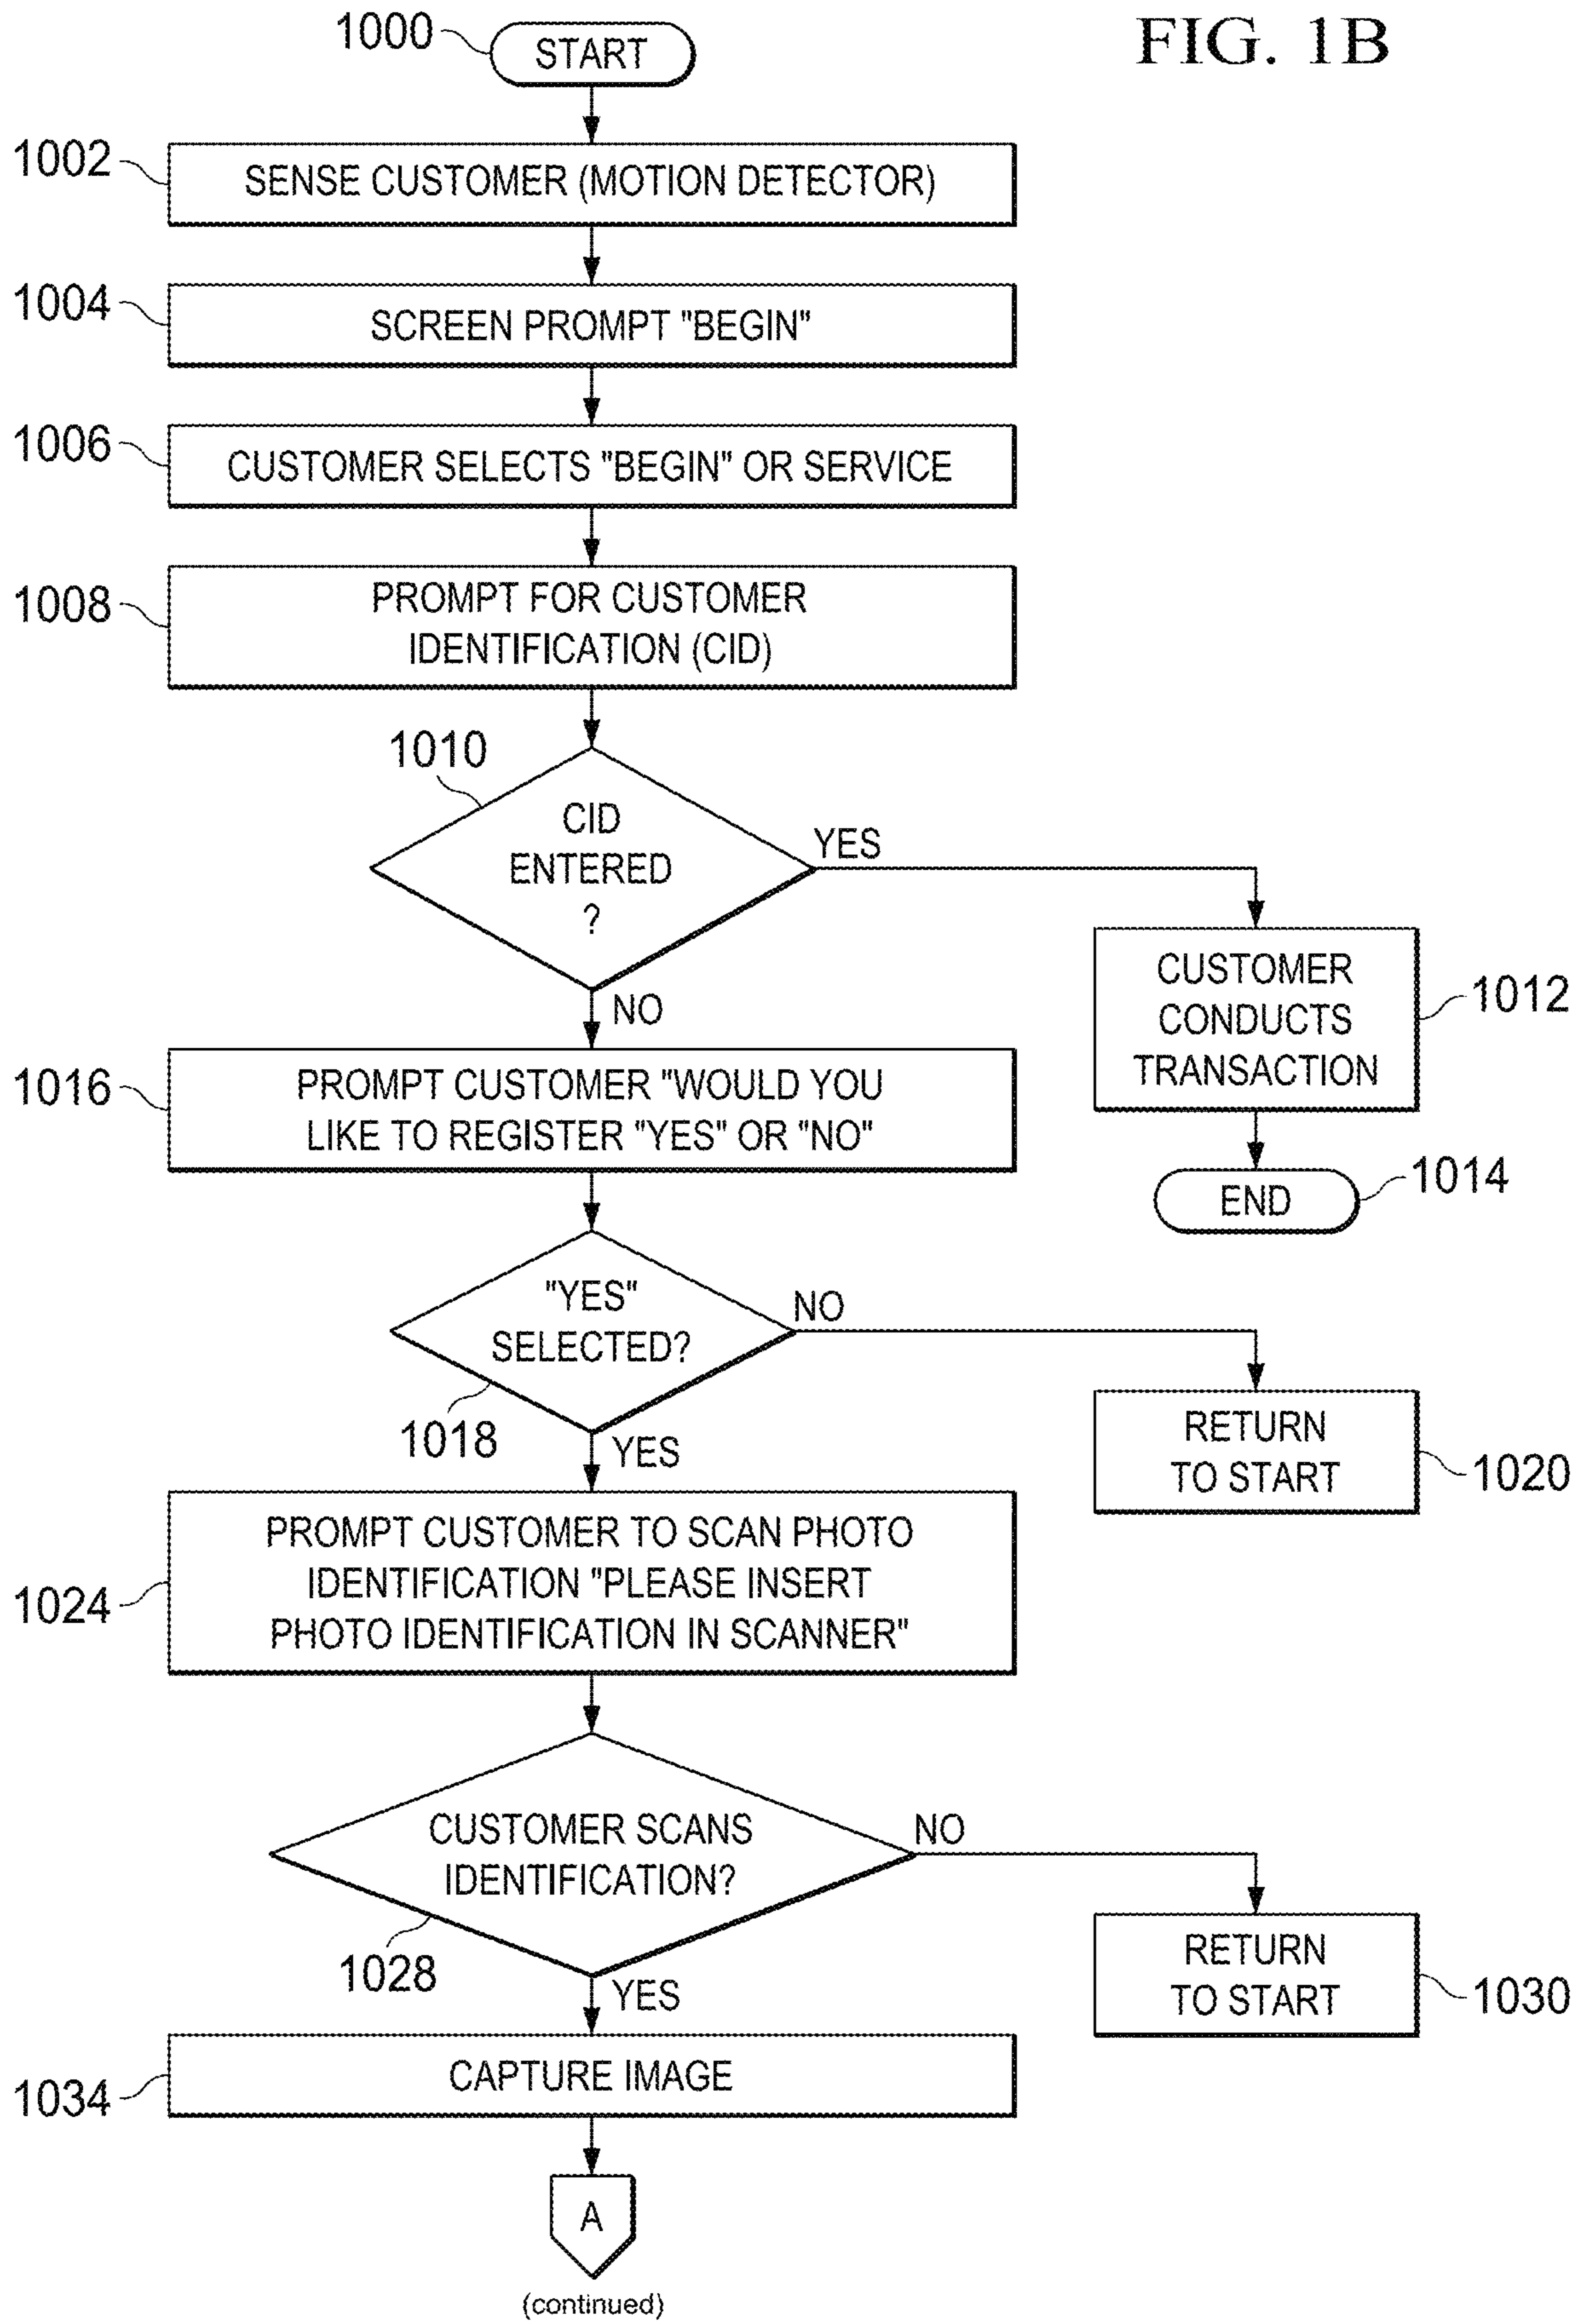 FIG. 1B
1000
START
1002
SENSE CUSTOMER (MOTION DETECTOR)
1004
SCREEN PROMPT "BEGIN"
1006
CUSTOMER SELECTS "BEGIN" OR SERVICE
1008
PROMPT FOR CUSTOMER
IDENTIFICATION (CID)
1010
CID
ENTERED
?
YES
NO
CUSTOMER
CONDUCTS
TRANSACTION
1012
END
1014
1016
PROMPT CUSTOMER "WOULD YOU
LIKE TO REGISTER "YES" OR "NO"
"YES"
SELECTED?
NO
1018
YES
RETURN
TO START
1020
1024
PROMPT CUSTOMER TO SCAN PHOTO
IDENTIFICATION "PLEASE INSERT
PHOTO IDENTIFICATION IN SCANNER"
CUSTOMER SCANS
IDENTIFICATION?
NO
1028
YES
RETURN
TO START
1030
1034
CAPTURE IMAGE
A
(continued)